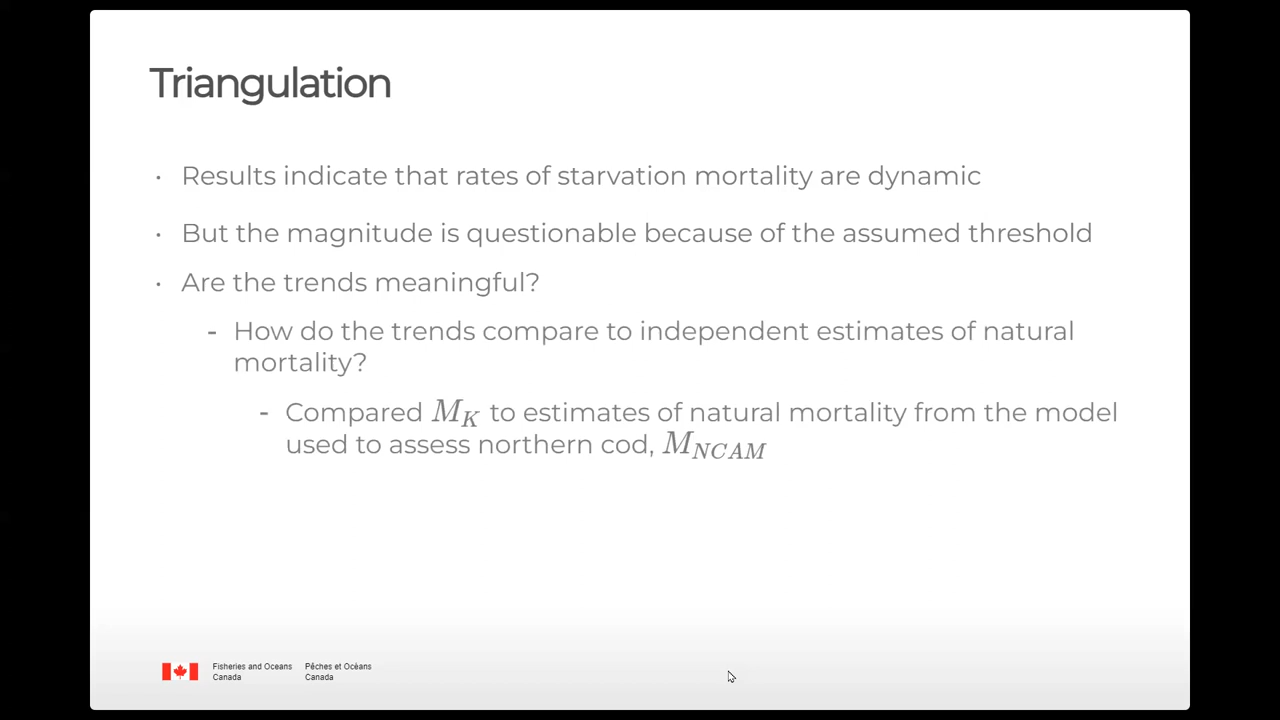 Triangulation
· Results indicate that rates of starvation mortality are dynamic
· But the magnitude is questionable because of the assumed threshold
· Are the trends meaningful?
- How do the trends compare to independent estimates of natural
mortality?
- Compared M_K to estimates of natural mortality from the model
used to assess northern cod, M_{NCAM}
Fisheries and Oceans
Canada
Pêches et Océans
Canada